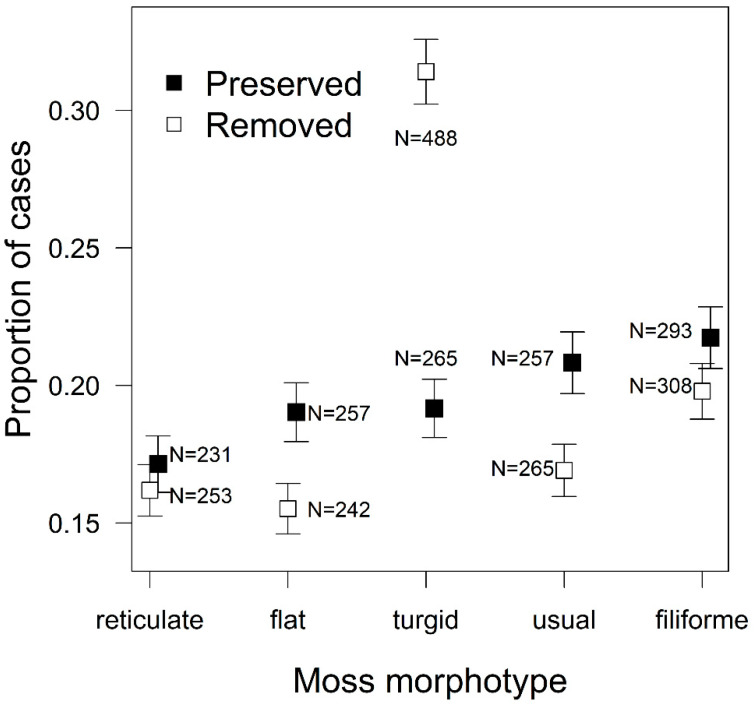 Proportion of cases
0.30
0.25
0.20
0.15
Preserved
Removed
N=488
N=265
N=257
N=293
N=308
N=257
N=231
N=253
N=242
N=265
reticulate
flat
turgid
usual
filiforme
Moss morphotype